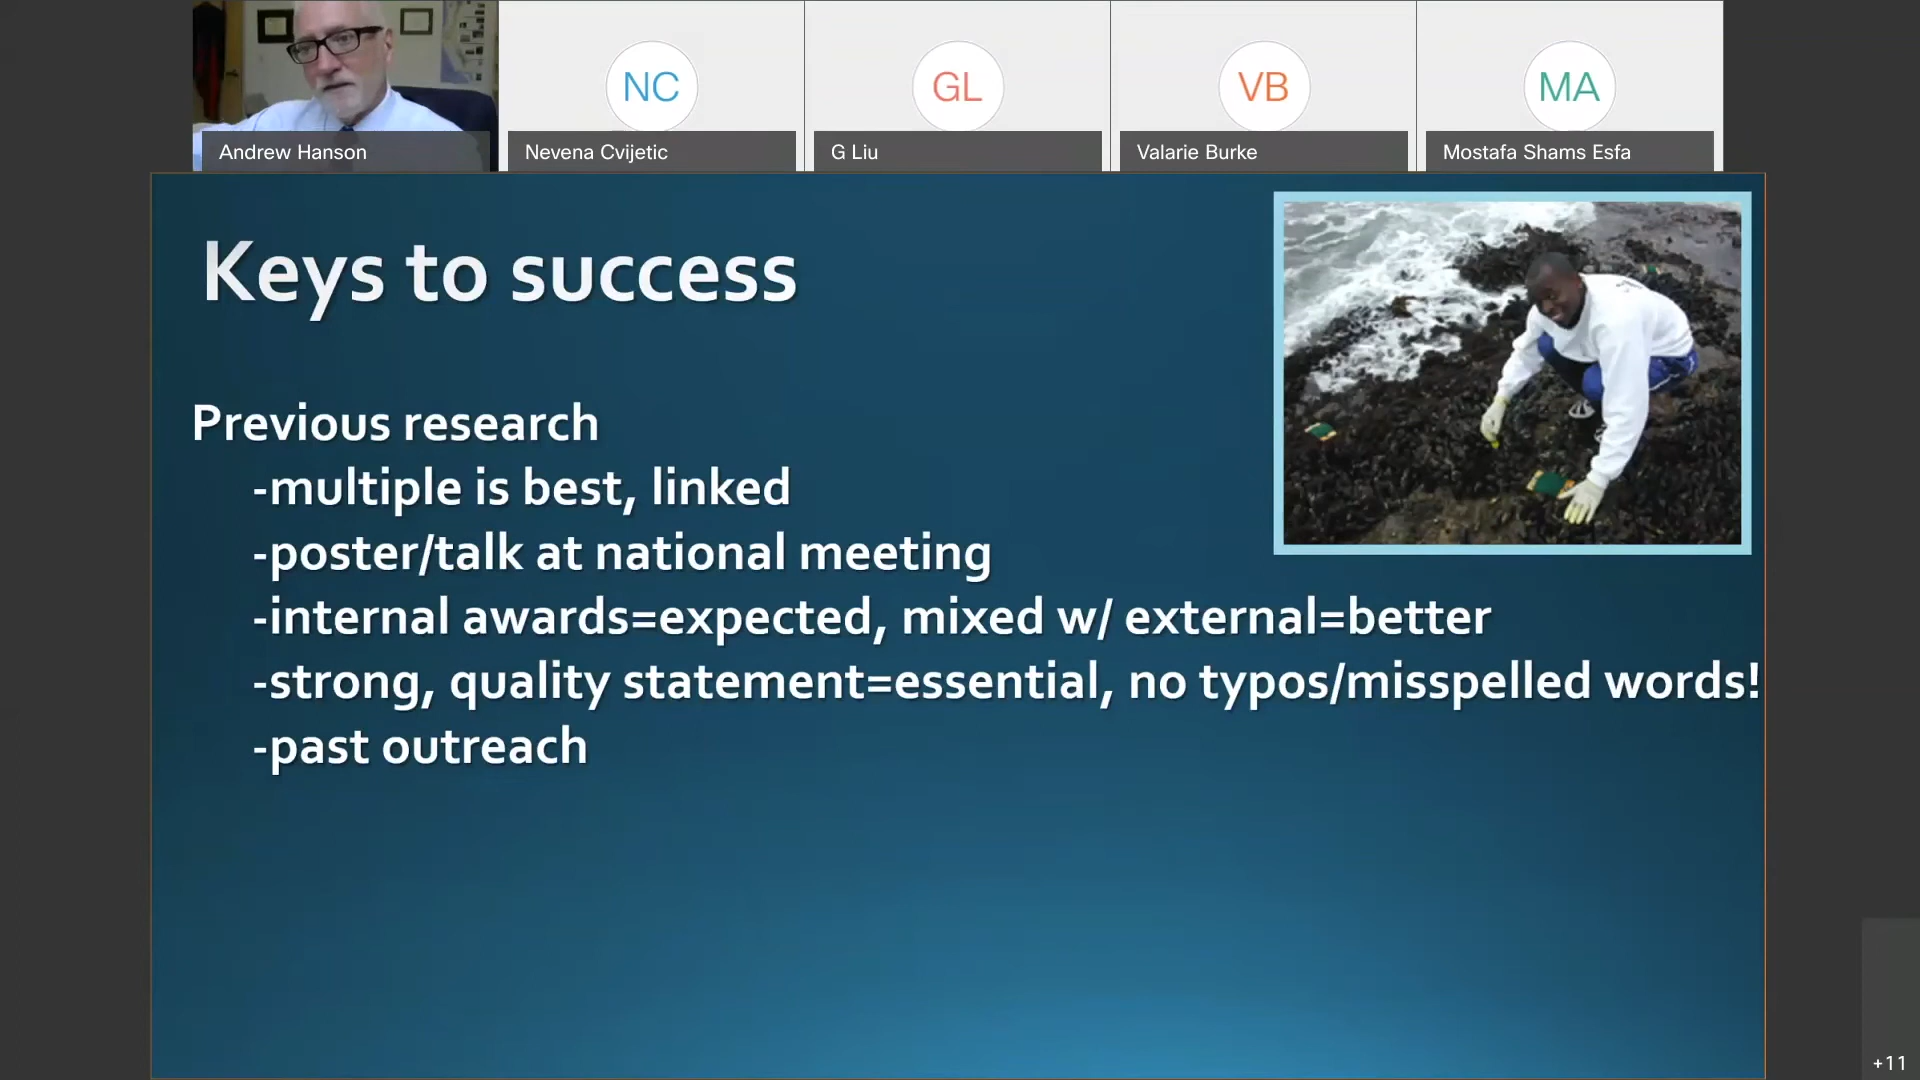 NC
GL
VB
MA
Andrew Hanson
Nevena Cvijetic
G Liu
Valarie Burke
Mostafa Shams Esfa
Keys to success
Previous research
-multiple is best, linked
-poster/talk at national meeting
-internal awards=expected, mixed w/ external=better
-strong, quality statement=essential, no typos/misspelled words!
-past outreach
+11